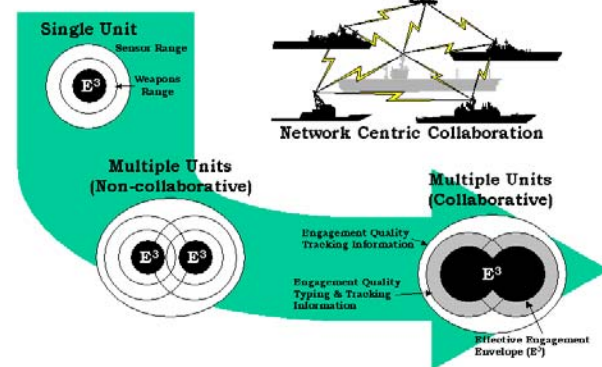 Single Unit
Sensor Range
Weapons
Range
E³
Network Centric Collaboration
Multiple Units
(Non-collaborative)
E³
E³
Multiple Units
(Collaborative)
Engagement Quality
Tracking Information
E³
Engagement Quality
Typing & Tracking
Information
Effective Engagement
Envelope (E³)